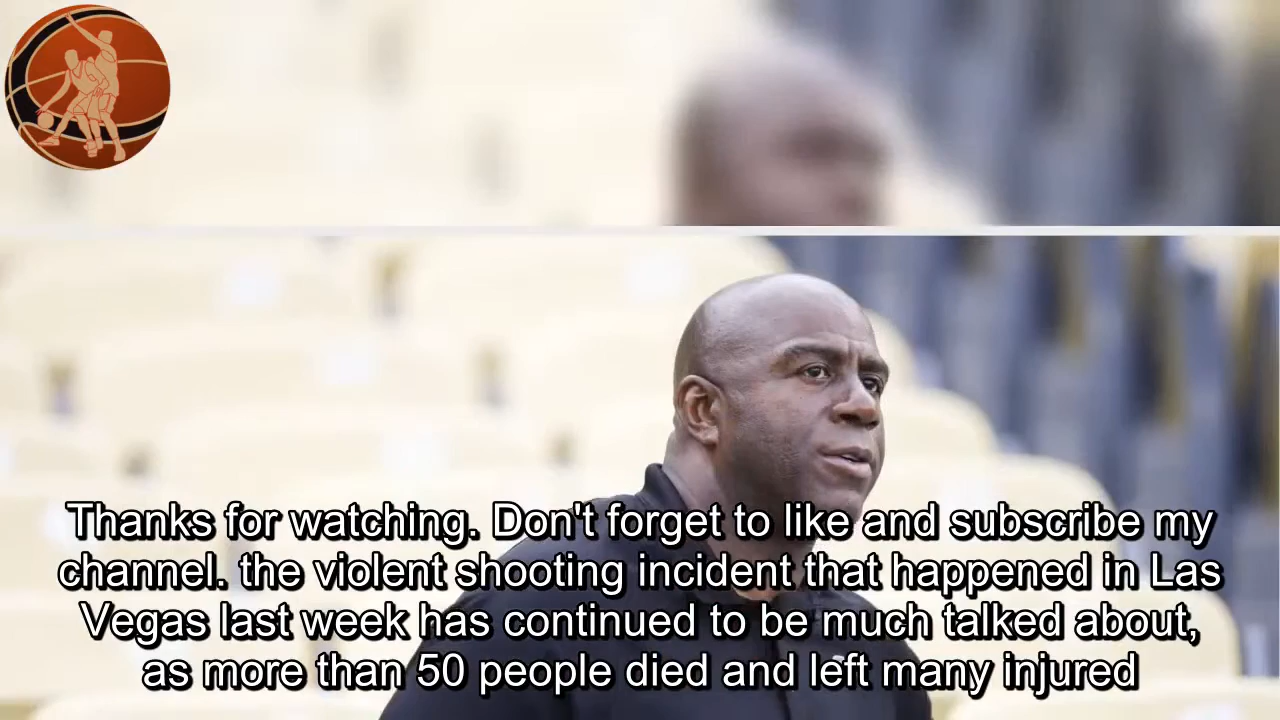 Thanks for watching. Don't forget to like and subscribe my
channel. the violent shooting incident that happened in Las
Vegas last week has continued to be much talked about,
as more than 50 people died and left many injured